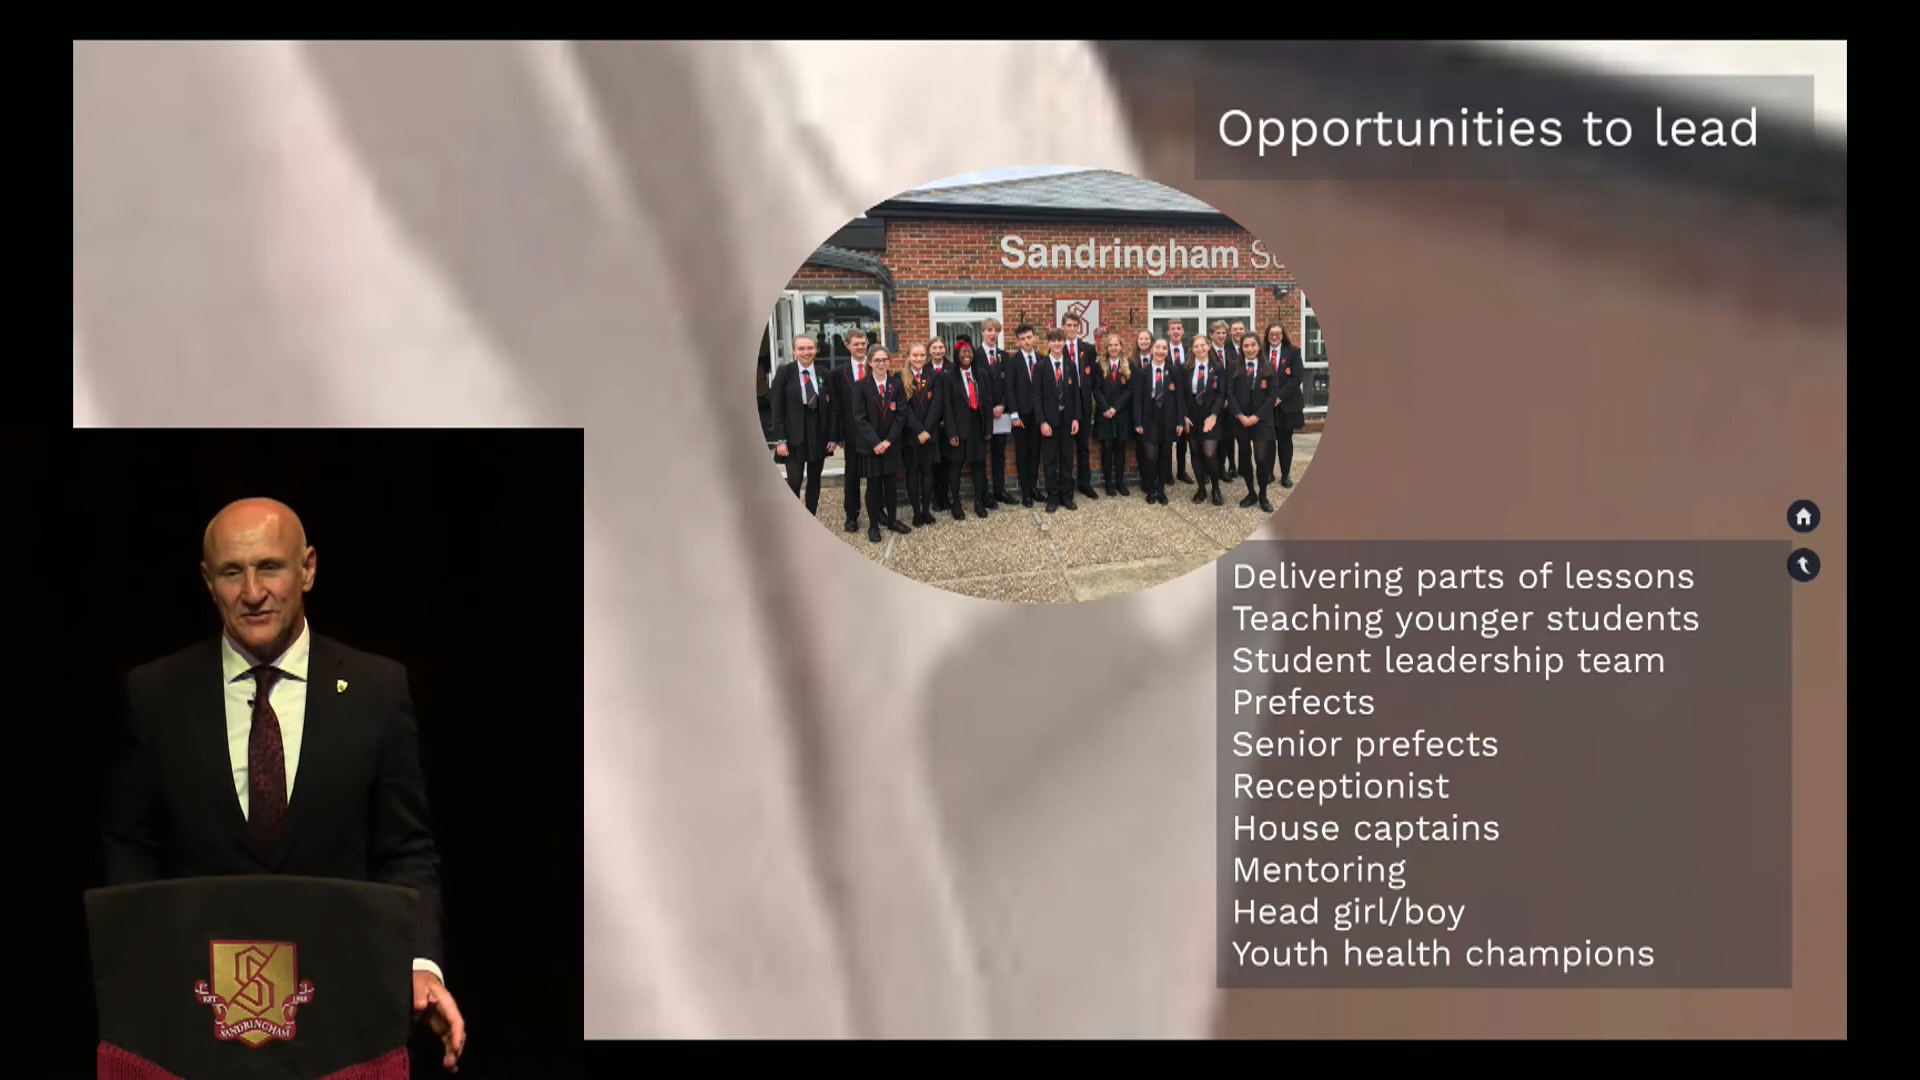 Opportunities to lead
Sandringham
Delivering parts of lessons
Teaching younger students
Student leadership team
Prefects
Senior prefects
Receptionist
House captains
Mentoring
Head girl/boy
Youth health champions
S
EST
SANDRINGHAM